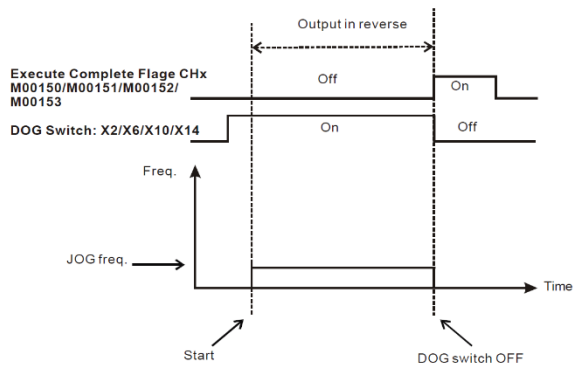 Output in reverse
Execute Complete Flage CHx
M00150/M00151/M00152/
M00153
Off
On
DOG Switch: X2/X6/X10/X14
On
Off
Freq.
JOG freq.
Time
Start
DOG switch OFF